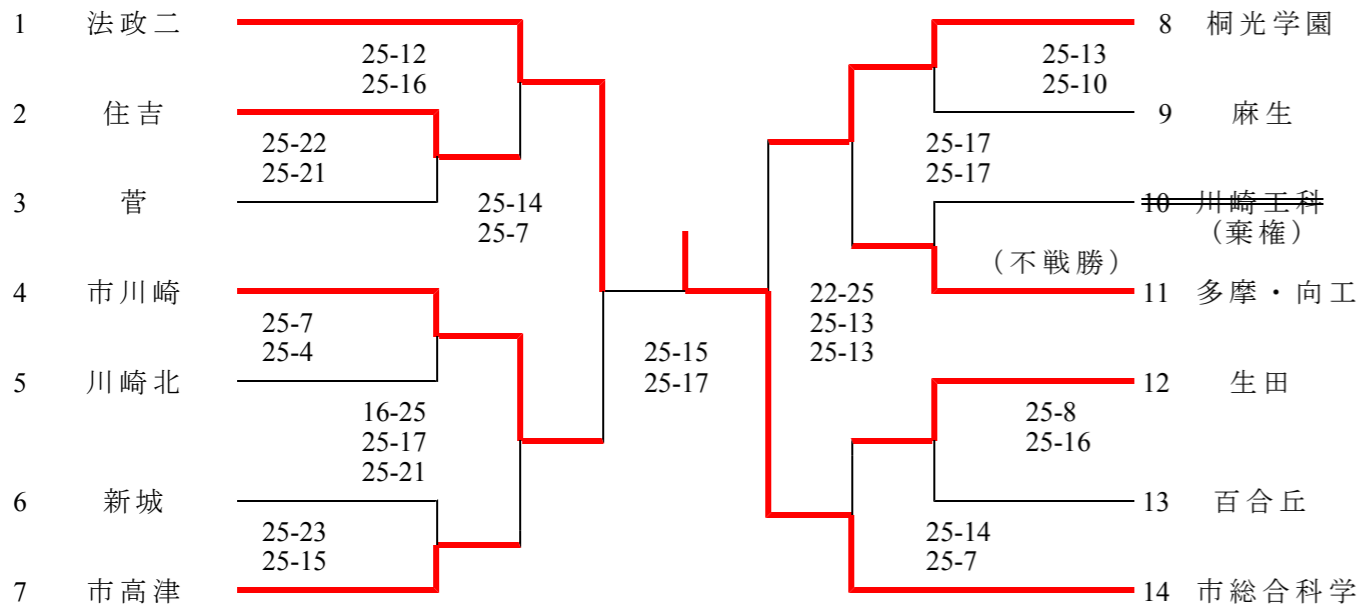 1 法政二
25-12
25-16
2 住吉
25-22
25-21
3 菅
25-14
25-7
4 市川崎
25-7
25-4
5 川崎北
16-25
25-17
25-21
6 新城
25-23
25-15
7 市高津
25-15
25-17
8 桐光学園
25-13
25-10
9 麻生
25-17
25-17
10 川崎工科
(棄権)
(不戦勝)
11 多摩・向工
22-25
25-13
25-13
12 生田
25-8
25-16
13 百合丘
25-14
25-7
14 市総合科学